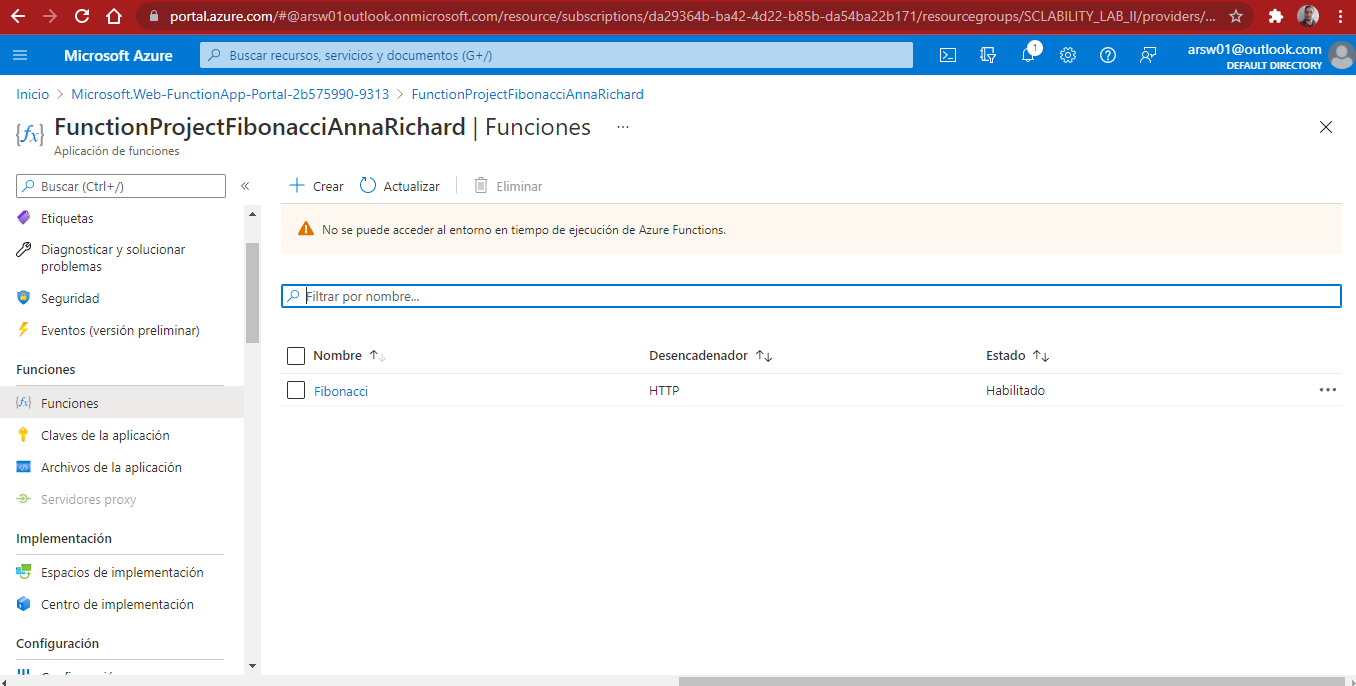 portal.azure.com/#@arsw01outlook.onmicrosoft.com/resource/subscriptions/da29364b-ba42-4d22-b85b-da54ba22b171/resourcegroups/SCLABILITY_LAB_II/providers/...
Microsoft Azure
Buscar recursos, servicios y documentos (G+/)
1
arsw01@outlook.com
DEFAULT DIRECTORY
Inicio > Microsoft.Web-FunctionApp-Portal-2b575990-9313 > FunctionProjectFibonacciAnnaRichard
{fx}
FunctionProjectFibonacciAnnaRichard | Funciones ...
Aplicación de funciones
Buscar (Ctrl+/)
«
Etiquetas
Diagnosticar y solucionar
problemas
Seguridad
Eventos (versión preliminar)
Funciones
Funciones
Claves de la aplicación
Archivos de la aplicación
Servidores proxy
Implementación
Espacios de implementación
Centro de implementación
Configuración
Crear
Actualizar
Eliminar
No se puede acceder al entorno en tiempo de ejecución de Azure Functions.
Filtrar por nombre...
Nombre ↑↓ Desencadenador ↑↓ Estado ↑↓
Fibonacci HTTP Habilitado ...